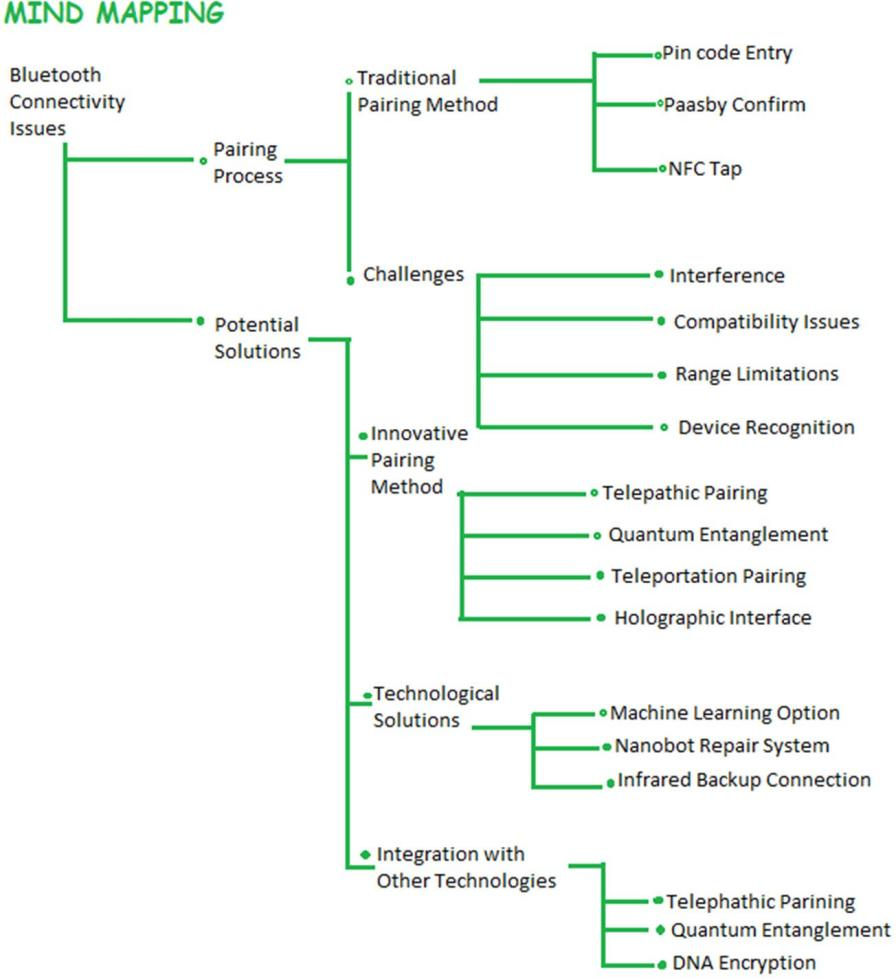 MIND MAPPING
Bluetooth
Connectivity
Issues
Pairing
Process
Traditional
Pairing Method
Pin code Entry
Paasby Confirm
NFC Tap
Challenges
Interference
Compatibility Issues
Range Limitations
Device Recognition
Potential
Solutions
Innovative
Pairing
Method
Telepathic Pairing
Quantum Entanglement
Teleportation Pairing
Holographic Interface
Technological
Solutions
Machine Learning Option
Nanobot Repair System
Infrared Backup Connection
Integration with
Other Technologies
Telephathic Parining
Quantum Entanglement
DNA Encryption